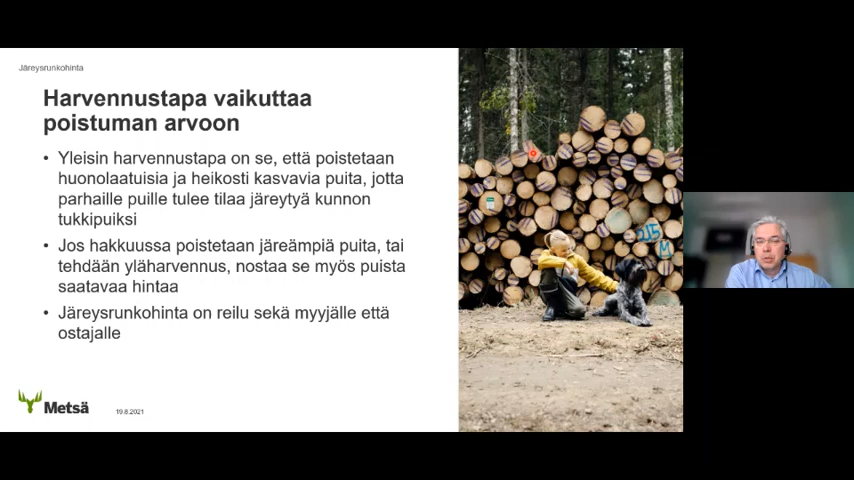 Järeysrunkohinta
Harvennustapa vaikuttaa
poistuman arvoon
• Yleisin harvennustapa on se, että poistetaan
huonolaatuisia ja heikosti kasvavia puita, jotta
parhaille puille tulee tilaa järeytyä kunnon
tukkipuiksi
• Jos hakkuussa poistetaan järeämpiä puita, tai
tehdään yläharvennus, nostaa se myös puista
saatavaa hintaa
• Järeysrunkohinta on reilu sekä myyjälle että
ostajalle
Metsä
19.8.2021